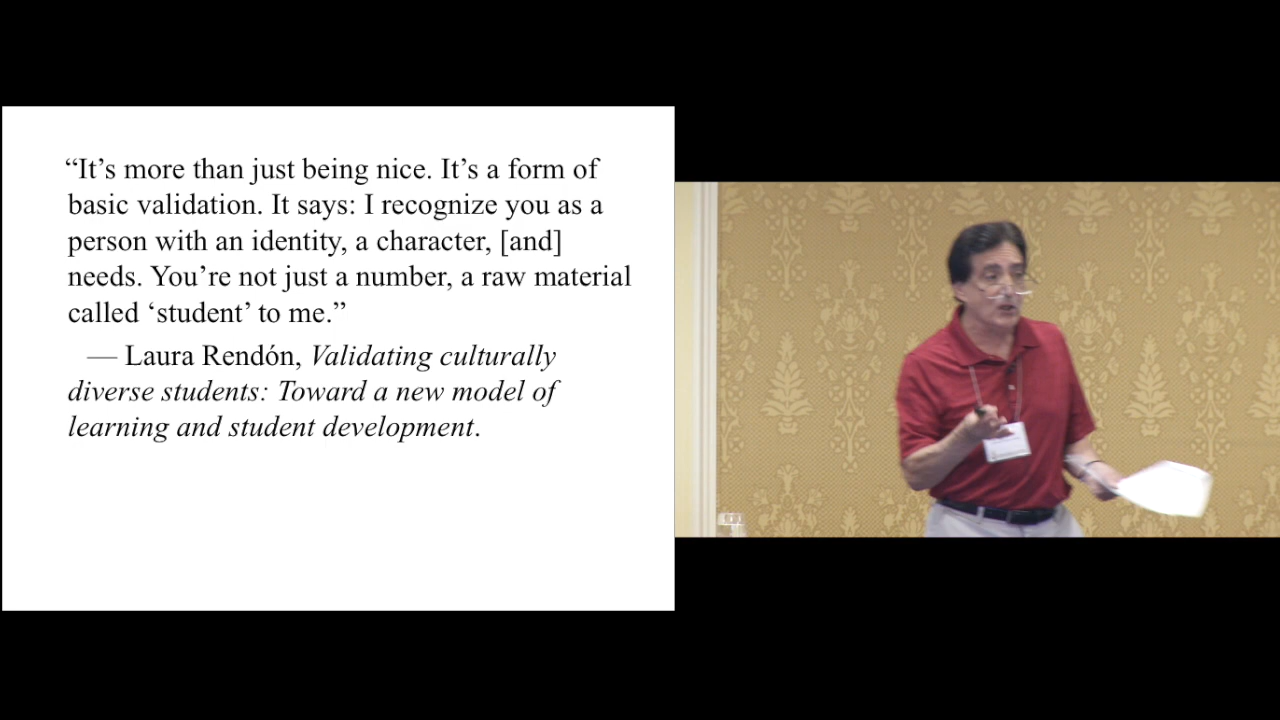 “It’s more than just being nice. It’s a form of
basic validation. It says: I recognize you as a
person with an identity, a character, [and]
needs. You’re not just a number, a raw material
called ‘student’ to me.”
— Laura Rendón, Validating culturally
diverse students: Toward a new model of
learning and student development.